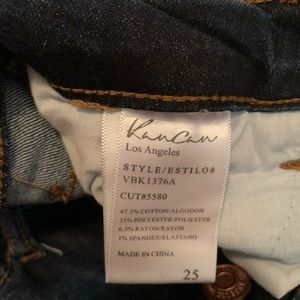 KanCan
Los Angeles
STYLE/ESTILO#
VBK1376A
CUT#5580
67.5% COTTON/ALGODON
25% POLYESTER/POLIESTER
6.5% RAYON/RAYON
1% SPANDEX/ELASTANO
MADE IN CHINA
25